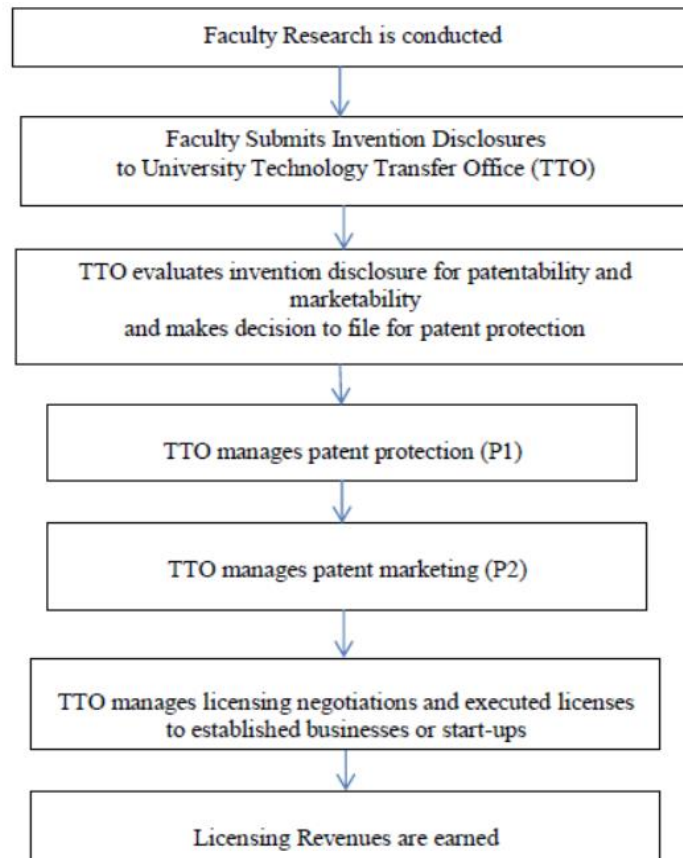 Faculty Research is conducted
Faculty Submits Invention Disclosures
to University Technology Transfer Office (TTO)
TTO evaluates invention disclosure for patentability and
marketability
and makes decision to file for patent protection
TTO manages patent protection (P1)
TTO manages patent marketing (P2)
TTO manages licensing negotiations and executed licenses
to established businesses or start-ups
Licensing Revenues are earned